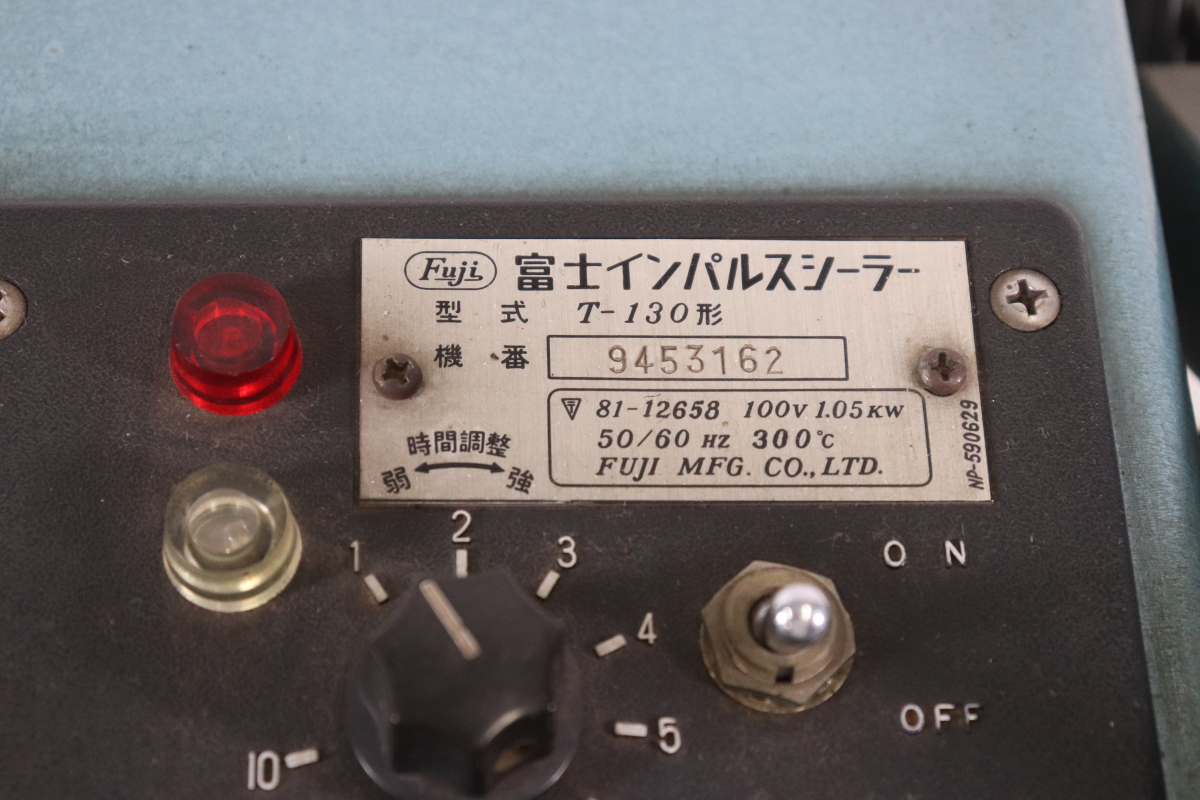 Fuji 富士インパルスシーラー
型式 T-130形
機番 9453162
〒 81-12658 100V 1.05KW
50/60 HZ 300℃
FUJI MFG. CO., LTD.
NP-590629
時間調整
弱 強
1 2 3 4 5 10
ON
OFF